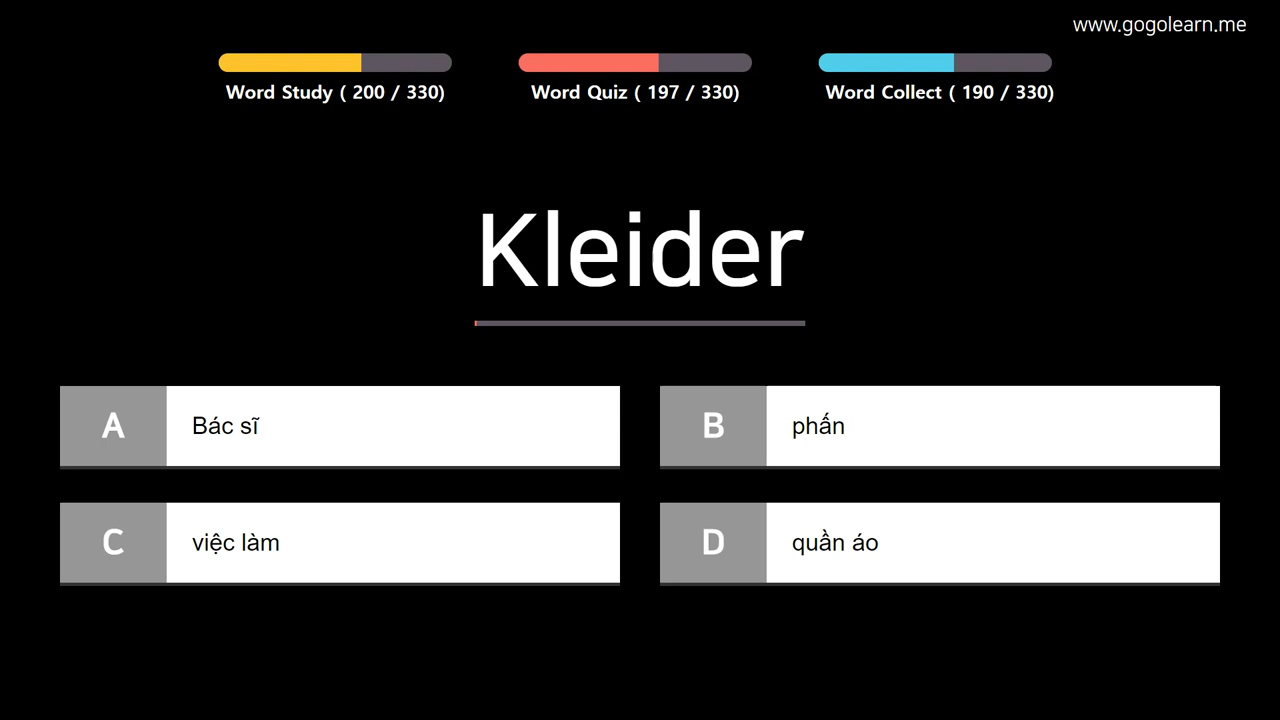 www.gogolearn.me
Word Study ( 200 / 330)
Word Quiz ( 197 / 330)
Word Collect ( 190 / 330)
Kleider
A
Bác sĩ
B
phấn
C
việc làm
D
quần áo